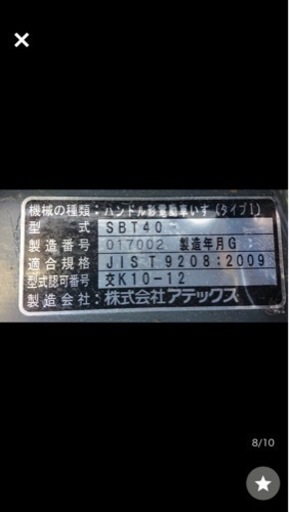 機械の種類：ハンドル形電動車いす(タイプ1)
型式 SBT40-
製造番号 017002 製造年月G
適合規格 JIS T 9208:2009
型式認可番号 交K10-12
製造会社：株式会社アテックス
8/10